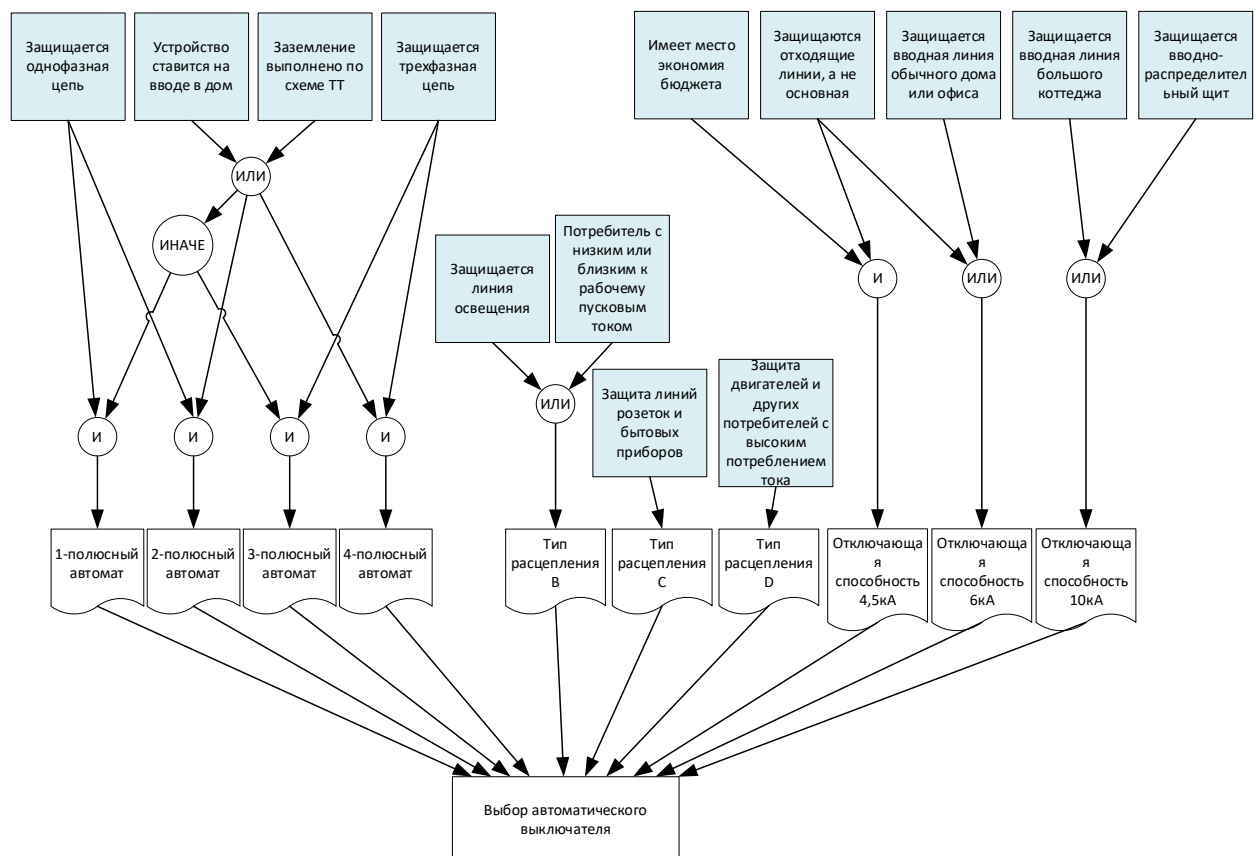 Защищается
однофазная
цепь
Устройство
ставится на
вводе в дом
Заземление
выполнено по
схеме ТТ
Защищается
трехфазная
цепь
Имеет место
экономия
бюджета
Защищаются
отходящие
линии, а не
основная
Защищается
вводная линия
обычного дома
или офиса
Защищается
вводная линия
большого
коттеджа
Защищается
вводно-
распределител
ьный щит
ИЛИ
ИНАЧЕ
Защищается
линия
освещения
Потребитель с
низким или
близким к
рабочему
пусковым
током
И
ИЛИ
ИЛИ
ИЛИ
Защита линий
розеток и
бытовых
приборов
Защита
двигателей и
других
потребителей с
высоким
потреблением
тока
И
И
И
И
1-полюсный
автомат
2-полюсный
автомат
3-полюсный
автомат
4-полюсный
автомат
Тип
расцепления
B
Тип
расцепления
C
Тип
расцепления
D
Отключающа
я
способность
4,5кА
Отключающа
я
способность
6кА
Отключающа
я
способность
10кА
Выбор автоматического
выключателя